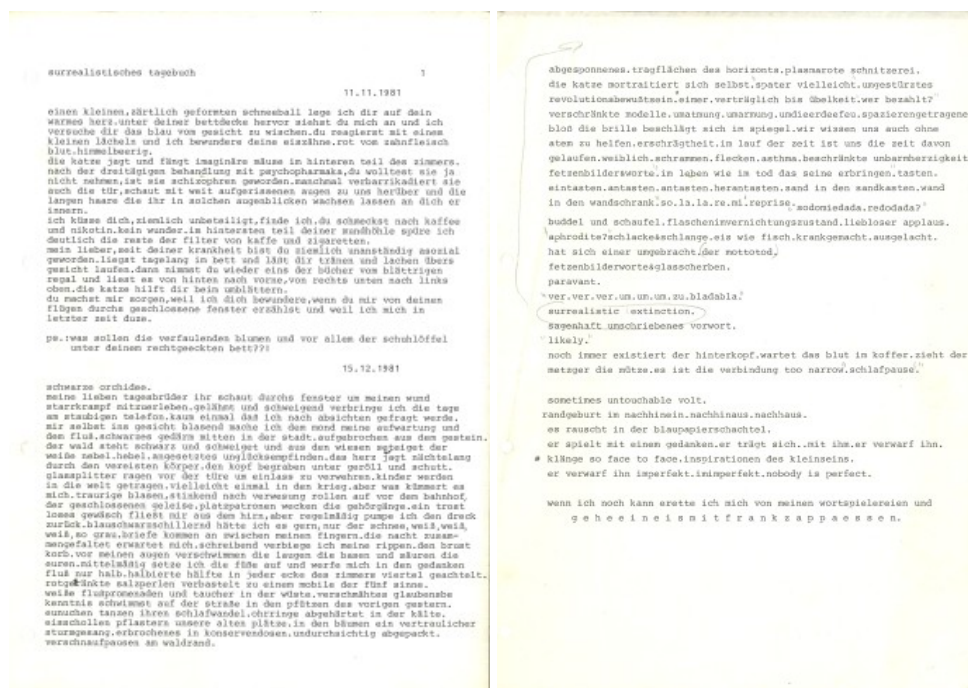 surrealistisches tagebuch 1
11.11.1981
einen kleinen,zärtlich geformten schneeball lege ich dir auf dein
warmes herz.unter deiner bettdecke hervor siehst du mich an und ich
versuche dir das blau vom gesicht zu wischen.du reagierst mit einem
kleinen lächeln und ich bewundere deine eiszähne.rot vom zahnfleisch
blut.himmelbeerig.
die katze jagt und fängt imaginäre mäuse im hinteren teil des zimmers.
nach der dreitägigen behandlung mit psychopharmaka,du wolltest sie ja
nicht nehmen,ist sie schizophren geworden.manchmal verbarrikadiert sie
auch die tür,schaut mit weit aufgerissenen augen zu uns herüber und die
langen haare die ihr in solchen augenblicken wachsen lassen an dich er
innern.
ich küsse dich,ziemlich unbeteiligt,finde ich.du schmeckst nach kaffee
und nikotin.kein wunder.im hintersten teil deiner mundhöhle spüre ich
deutlich die reste der filter von kaffe und zigaretten.
mein lieber,seit deiner krankheit bist du ziemlich unanständig asozial
geworden.liegst tagelang in bett und läßt dir tränen und lachen übers
gesicht laufen.dann nimmst du wieder eins der bücher vom blättrigen
regal und liest es von hinten nach vorne,von rechts unten nach links
oben.die katze hilft dir beim umblättern.
du machst mir sorgen,weil ich dich bewundere,wenn du mir von deinen
flügen durchs geschlossene fenster erzählst und weil ich mich in
letzter zeit duze.
ps.:was sollen die verfaulenden blumen und vor allem der schuhlöffel
unter deinem rechtgeeckten bett??!
15.12.1981
schwarze orchidee.
meine lieben tagesbrüder ihr schaut durchs fenster um meinen wund
starrkrampf mitzuerleben.gelähmt und schweigend verbringe ich die tage
am staubigen telefon.kaum einmal das ich nach absichten gefragt werde.
mir selbst ins gesicht blasend mache ich dem mond meine aufwartung und
dem fluß.schwarzes gedärm mitten in der stadt.aufgebrochen aus dem gestein.
der wald steht schwarz und schweiget und aus dem wiesen steiget der
weiße nebel.hebel.angesetztes unglücksempfinden.das herz jagt nächtelang
durch den vereisten körper.den kopf begraben unter geröll und schutt.
glassplitter ragen vor der türe um einlass zu verwehren.kinder werden
in die welt getragen.vielleicht einmal in den krieg.aber was kümmert es
mich.traurige blasen,stinkend nach verwesung rollen auf vor dem bahnhof,
der geschlossenen geleise.platzpatronen wecken die gehörgänge.ein trost
loses gewäsch fließt mir aus dem hirn,aber regelmäßig pumpe ich den dreck
zurück.blauschwarzschillernd hätte ich es gern,nur der schnee,weiß,weiß,
weiß,so grau.briefe kommen an zwischen meinen fingern.die nacht zusam-
mengefaltet erwartet mich.schreibend verbiege ich meine rippen.den brust
korb.vor meinen augen verschwimmen die laugen die basen und säuren die
euren.mittelmäßig setze ich die füße auf und werfe mich in den gedanken
fluß nur halb.halbierte hälfte in jeder ecke des zimmers viertel geachtelt.
rotgetränkte salzperlen verbastelt zu einem mobile der fünf sinne.
weiße flußpromenaden und taucher in der wüste.verschmähtes glaubensbe
kenntnis schwimmt auf der straße in den pfützen des vorigen gestern.
eunuchen tanzen ihren schlafwandel.ohrringe abgehärtet in der kälte.
eisschollen pflastern unsere alten plätze.in den bäumen ein vertraulicher
sturmgesang.erbrochenes in konservendosen.undurchsichtig abgepackt.
verschnaufpausen am waldrand.
abgesponnenes.tragflächen des horizonts.plasmarote schnitzerei.
die katze mortraitiert sich selbst.spater vielleicht.umgestürztes
revolutionsbewußtsein.einer.verträglich bis übelkeit.wer bezahlt?
verschränkte modelle.umatmung.umarmung.undieerdeefeu.spazierengetragene
bloß die brille beschlägt sich im spiegel.wir wissen uns auch ohne
atem zu helfen.erschrägtheit.in lauf der zeit ist uns die zeit davon
gelaufen.weiblich.schrammen.flecken.asthma.beschränkte unbarmherzigkeit
fetzenbildersworte.im leben wie im tod das seine erbringen.tasten.
eintasten.antasten.antasten.herantasten.sand in den sandkasten.wand
in den wandschrank.so.la.la.re.mi.reprise. sodomiedada.redodada?
buddel und schaufel.flaschenimvernichtungszustand.liebloser applaus.
aphrodite?schlacke&schlange.eis wie fisch.krankgemacht.ausgelacht.
hat sich einer umgebracht.der mottotod.
fetzenbilderworte&glasscherben.
paravant.
ver.ver.ver.um.um.um.zu.bladabla.
surrealistic extinction.
sagenhaft umschriebenes vorwort.
likely.
noch immer existiert der hinterkopf.wartet das blut im koffer.zieht der
metzger die mütze.es ist die verbindung too narrow.schlafpause."
sometimes untouchable volt.
randgeburt im nachhinein.nachhinaus.nachhaus.
es rauscht in der blaupapierschachtel.
er spielt mit einem gedanken.er trägt sich..mit ihm.er verwarf ihn.
# klänge so face to face.inspirationen des kleinseins.
er verwarf ihn imperfekt.imimperfekt.nobody is perfect.
wenn ich noch kann erette ich mich von meinen wortspielereien und
g e h e e i n e i s m i t f r a n k z a p p a e s s e n.